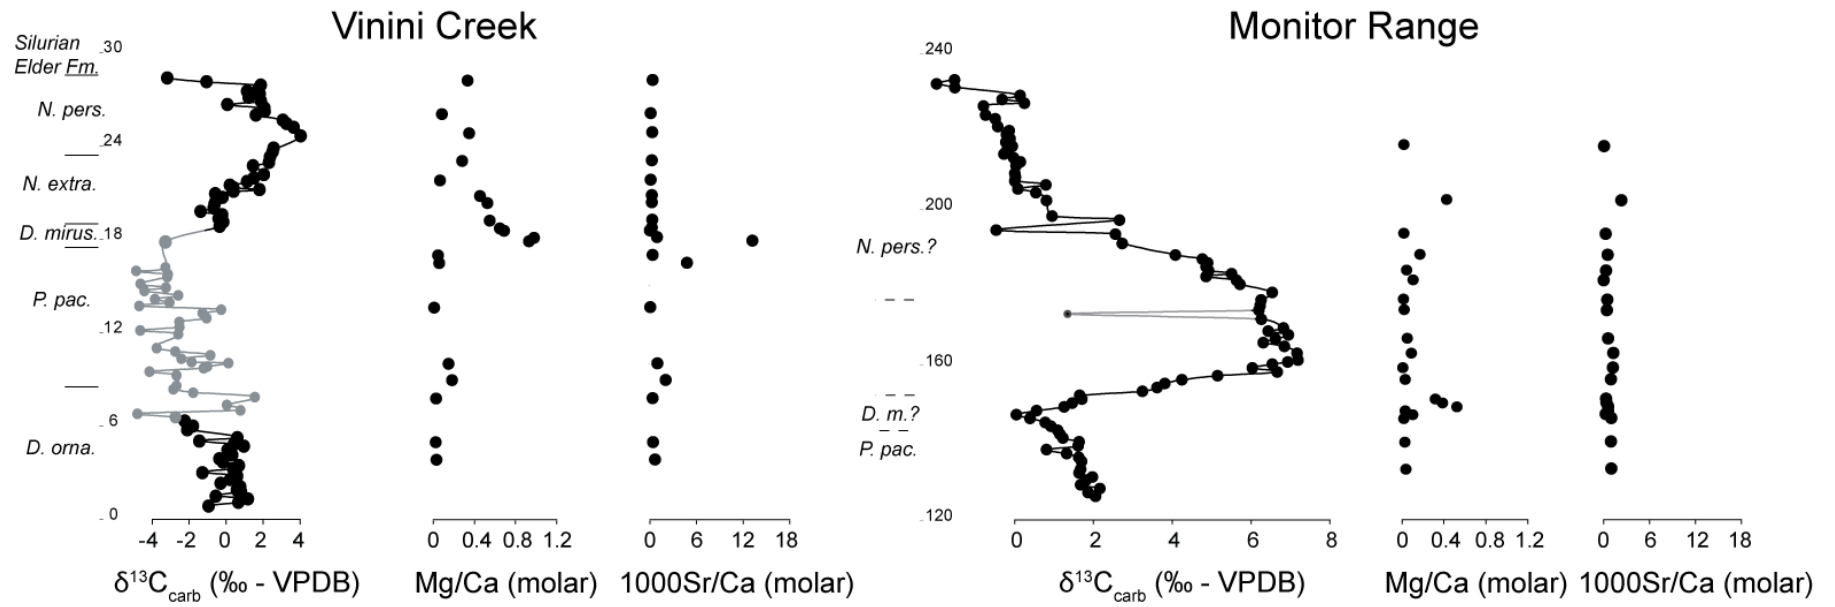 Vinini Creek
Monitor Range
Silurian
Elder Fm.
N. pers.
N. extra.
D. mirus.
P. pac.
D. orna.
30
24
18
12
6
0
-4 -2 0 2 4
δ¹³Ccarb (‰ - VPDB)
0 0.4 0.8 1.2
Mg/Ca (molar)
0 6 12 18
1000Sr/Ca (molar)
240
200
160
120
N. pers.?
D. m.?
P. pac.
0 2 4 6 8
δ¹³Ccarb (‰ - VPDB)
0 0.4 0.8 1.2
Mg/Ca (molar)
0 6 12 18
1000Sr/Ca (molar)